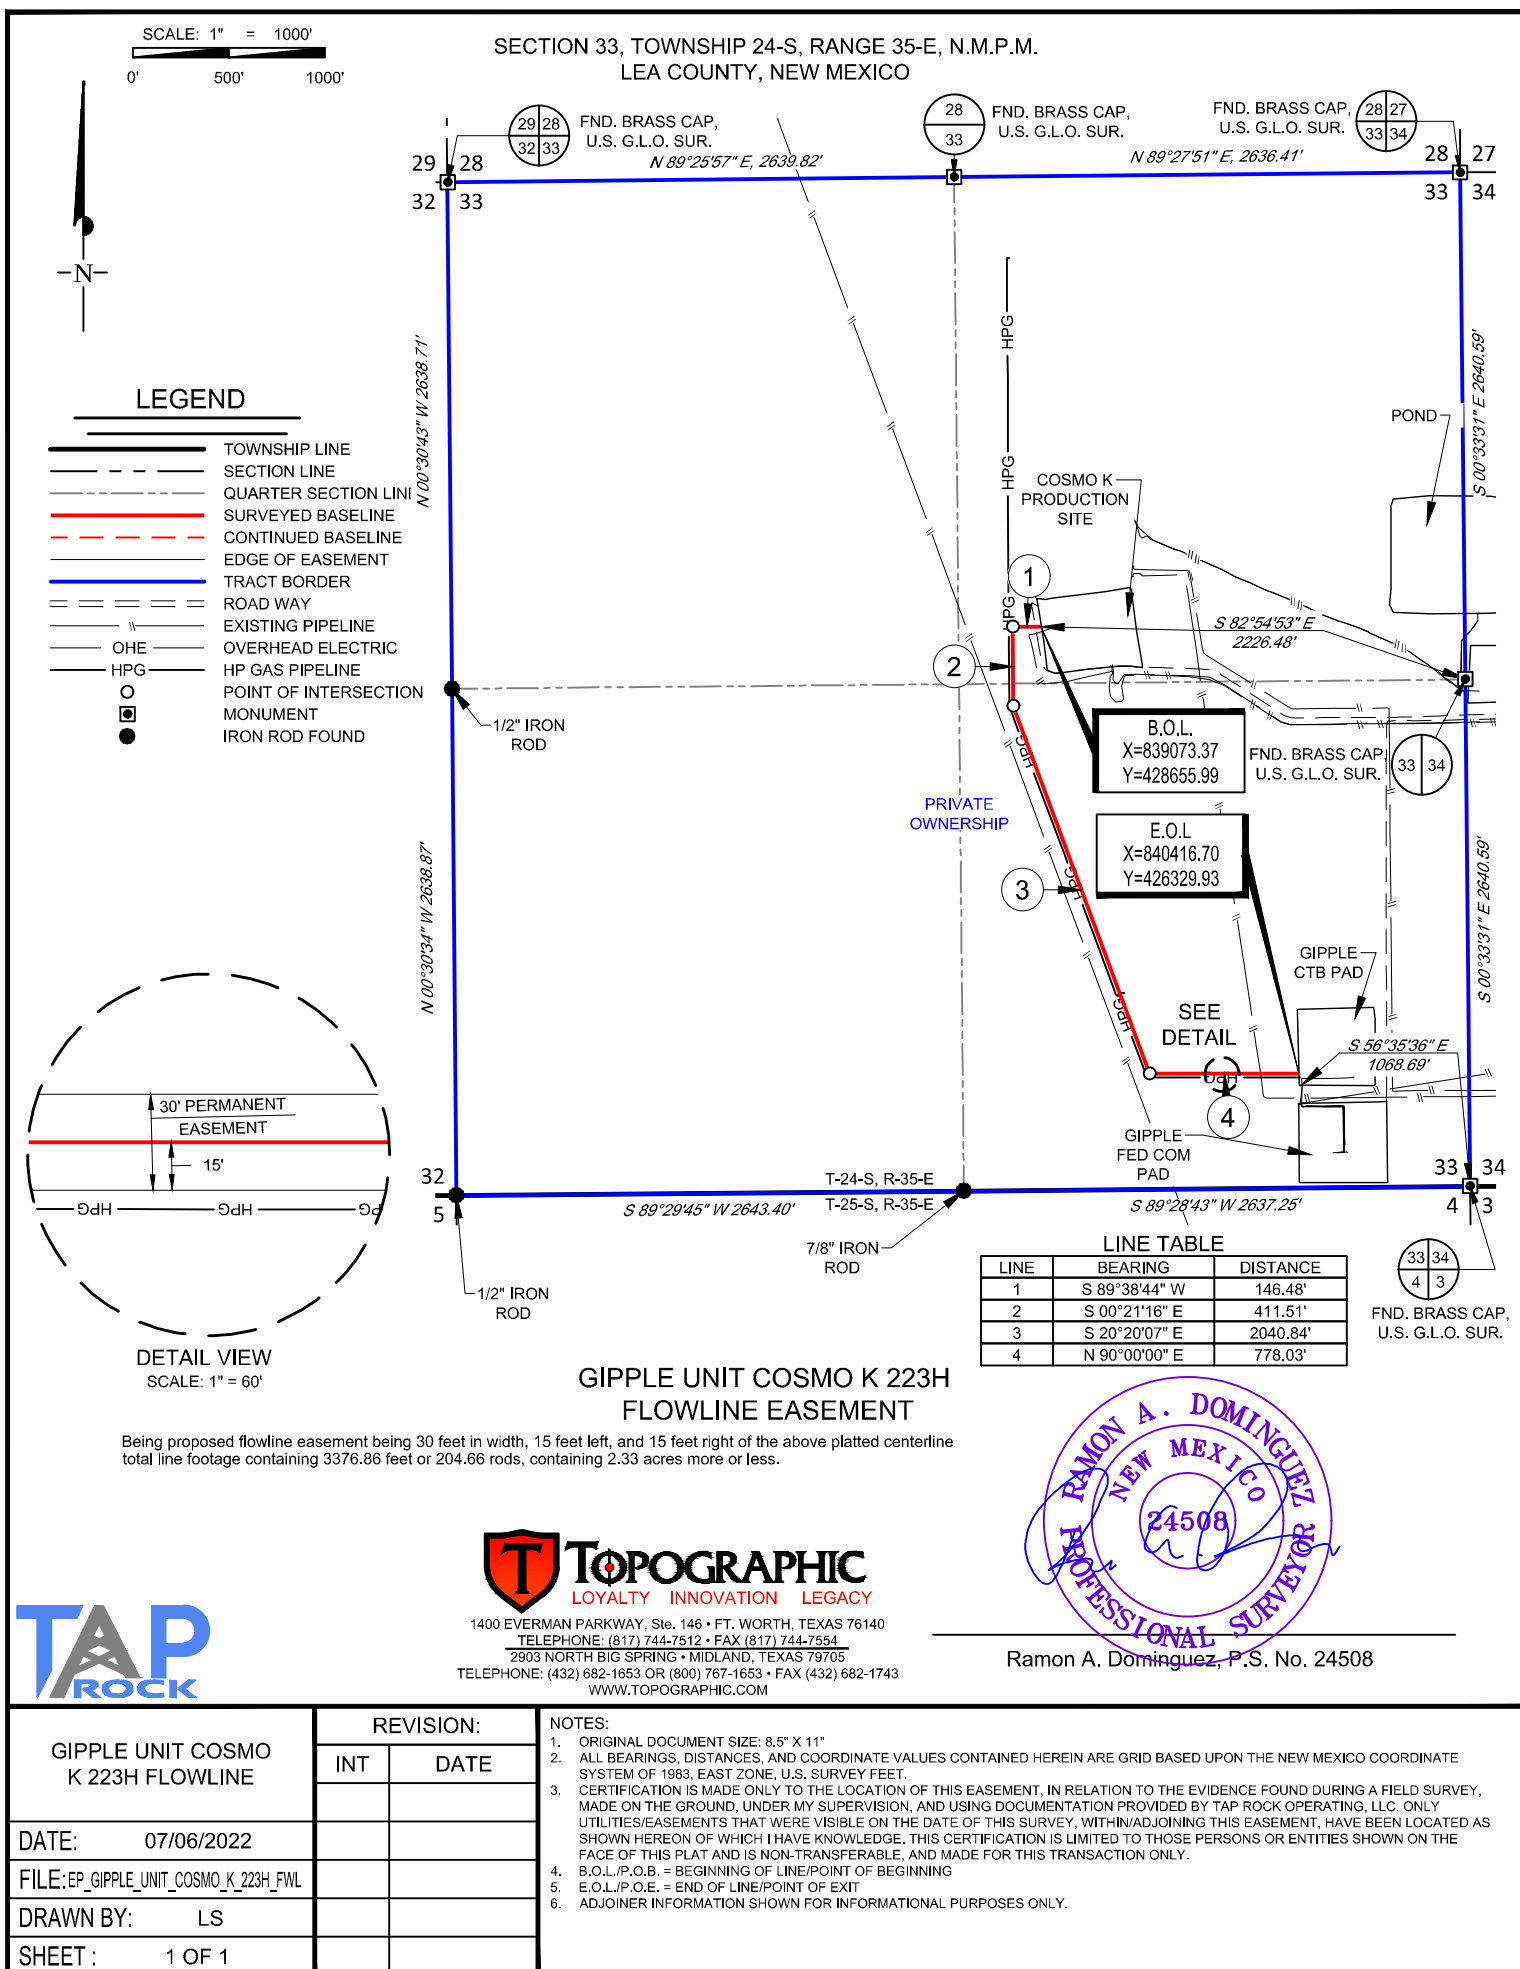 SCALE: 1" = 1000'
0' 500' 1000'
SECTION 33, TOWNSHIP 24-S, RANGE 35-E, N.M.P.M.
LEA COUNTY, NEW MEXICO
29 28
32 33
FND. BRASS CAP,
U.S. G.L.O. SUR.
28
33
FND. BRASS CAP,
U.S. G.L.O. SUR.
FND. BRASS CAP,
U.S. G.L.O. SUR.
28 27
33 34
29 28
32 33
N 89°25'57" E, 2639.82'
N 89°27'51" E, 2636.41'
28 27
33 34
N
N 00°30'43" W 2638.71'
S 00°33'31" E 2640.59'
HPG
HPG
HPG
LEGEND
TOWNSHIP LINE
SECTION LINE
QUARTER SECTION LINE
SURVEYED BASELINE
CONTINUED BASELINE
EDGE OF EASEMENT
TRACT BORDER
ROAD WAY
EXISTING PIPELINE
OHE OVERHEAD ELECTRIC
HPG HP GAS PIPELINE
POINT OF INTERSECTION
MONUMENT
IRON ROD FOUND
POND
COSMO K
PRODUCTION
SITE
1
2
S 82°54'53" E
2226.48'
1/2" IRON
ROD
B.O.L.
X=839073.37
Y=428655.99
FND. BRASS CAP,
U.S. G.L.O. SUR.
33 34
PRIVATE
OWNERSHIP
E.O.L
X=840416.70
Y=426329.93
3
HPG
HPG
HPG
N 00°30'34" W 2638.87'
S 00°33'31" E 2640.59'
GIPPLE
CTB PAD
SEE
DETAIL
S 56°35'36" E
1068.69'
HPG
4
GIPPLE
FED COM
PAD
30' PERMANENT
EASEMENT
15'
HPG HPG PG
DETAIL VIEW
SCALE: 1" = 60'
32
5
T-24-S, R-35-E
T-25-S, R-35-E
S 89°29'45" W 2643.40'
S 89°28'43" W 2637.25'
33 34
4 3
1/2" IRON
ROD
7/8" IRON
ROD
33 34
4 3
FND. BRASS CAP,
U.S. G.L.O. SUR.
LINE TABLE
LINE BEARING DISTANCE
1 S 89°38'44" W 146.48'
2 S 00°21'16" E 411.51'
3 S 20°20'07" E 2040.84'
4 N 90°00'00" E 778.03'
GIPPLE UNIT COSMO K 223H
FLOWLINE EASEMENT
Being proposed flowline easement being 30 feet in width, 15 feet left, and 15 feet right of the above platted centerline
total line footage containing 3376.86 feet or 204.66 rods, containing 2.33 acres more or less.
RAMON A. DOMINGUEZ
NEW MEXICO
24508
PROFESSIONAL SURVEYOR
Ramon A. Dominguez, P.S. No. 24508
T TOPOGRAPHIC
LOYALTY INNOVATION LEGACY
1400 EVERMAN PARKWAY, Ste. 146 • FT. WORTH, TEXAS 76140
TELEPHONE: (817) 744-7512 • FAX (817) 744-7554
2903 NORTH BIG SPRING • MIDLAND, TEXAS 79705
TELEPHONE: (432) 682-1653 OR (800) 767-1653 • FAX (432) 682-1743
WWW.TOPOGRAPHIC.COM
TAP
ROCK
GIPPLE UNIT COSMO
K 223H FLOWLINE
DATE: 07/06/2022
FILE: EP_GIPPLE_UNIT_COSMO_K_223H_FWL
DRAWN BY: LS
SHEET : 1 OF 1
REVISION:
INT DATE
NOTES:
1. ORIGINAL DOCUMENT SIZE: 8.5" X 11"
2. ALL BEARINGS, DISTANCES, AND COORDINATE VALUES CONTAINED HEREIN ARE GRID BASED UPON THE NEW MEXICO COORDINATE
SYSTEM OF 1983, EAST ZONE, U.S. SURVEY FEET.
3. CERTIFICATION IS MADE ONLY TO THE LOCATION OF THIS EASEMENT, IN RELATION TO THE EVIDENCE FOUND DURING A FIELD SURVEY,
MADE ON THE GROUND, UNDER MY SUPERVISION, AND USING DOCUMENTATION PROVIDED BY TAP ROCK OPERATING, LLC. ONLY
UTILITIES/EASEMENTS THAT WERE VISIBLE ON THE DATE OF THIS SURVEY, WITHIN/ADJOINING THIS EASEMENT, HAVE BEEN LOCATED AS
SHOWN HEREON OF WHICH I HAVE KNOWLEDGE. THIS CERTIFICATION IS LIMITED TO THOSE PERSONS OR ENTITIES SHOWN ON THE
FACE OF THIS PLAT AND IS NON-TRANSFERABLE, AND MADE FOR THIS TRANSACTION ONLY.
4. B.O.L./P.O.B. = BEGINNING OF LINE/POINT OF BEGINNING
5. E.O.L./P.O.E. = END OF LINE/POINT OF EXIT
6. ADJOINER INFORMATION SHOWN FOR INFORMATIONAL PURPOSES ONLY.